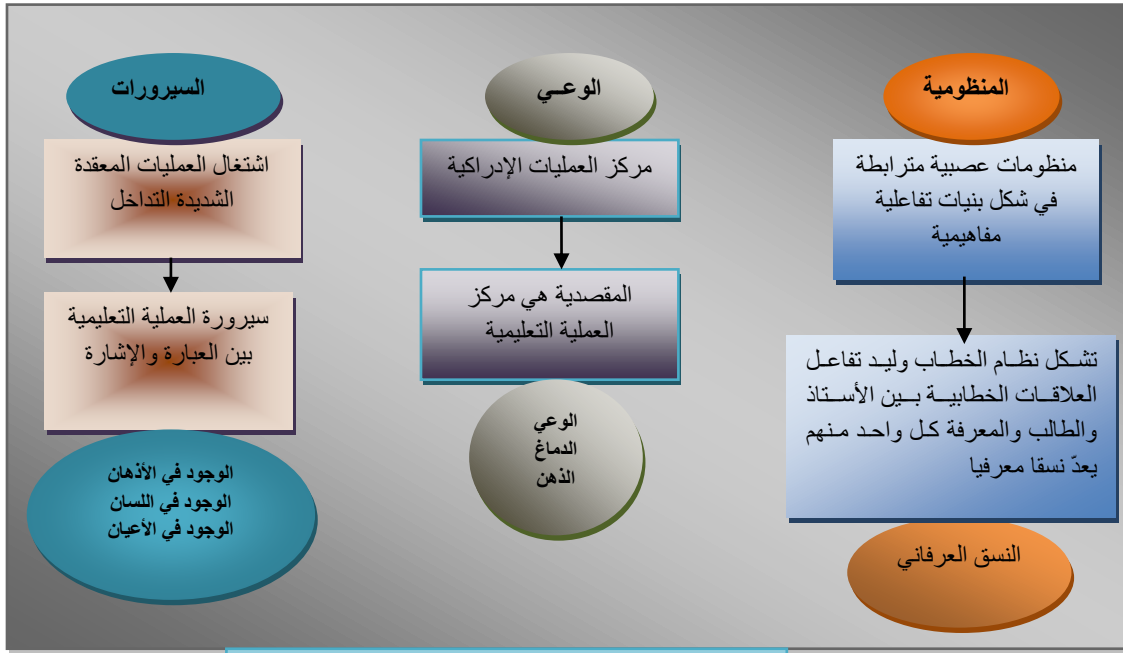 المنظومية
منظومات عصبية مترابطة
في شكل بنيات تفاعلية
مفاهيمية
تشكل نظام الخطاب وليد تفاعل
العلاقات الخطابية بين الأستاذ
والطالب والمعرفة كل واحد منهم
يعدّ نسقا معرفيا
النسق العرفاني
الوعي
مركز العمليات الإدراكية
المقصدية هي مركز
العملية التعليمية
الوعي
الدماغ
الذهن
السيرورات
اشتغال العمليات المعقدة
الشديدة التداخل
سيرورة العملية التعليمية
بين العبارة والإشارة
الوجود في الأذهان
الوجود في اللسان
الوجود في الأعيان